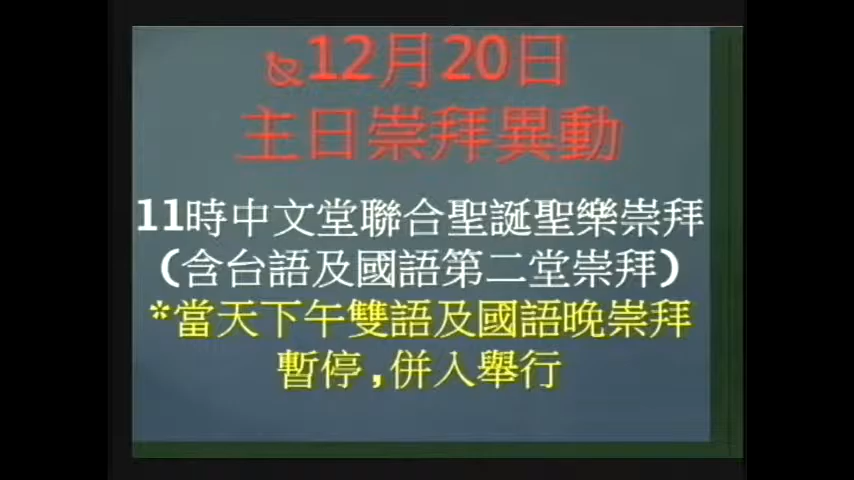 12月20日
主日崇拜異動
11時中文堂聯合聖誕聖樂崇拜
(含台語及國語第二堂崇拜)
*當天下午雙語及國語晚崇拜
暫停,併入舉行